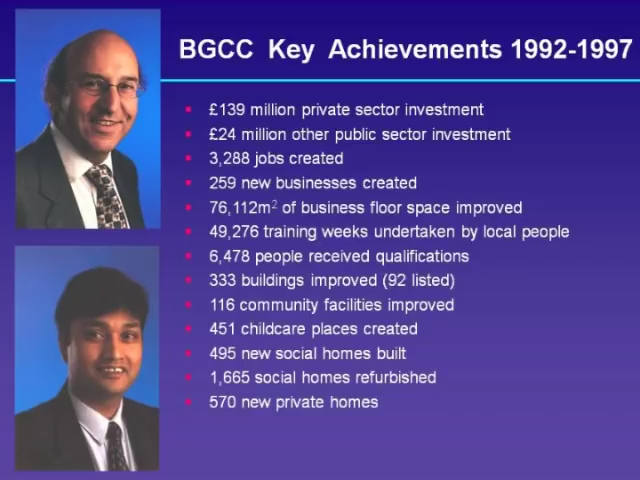 BGCC Key Achievements 1992-1997
£139 million private sector investment
£24 million other public sector investment
3,288 jobs created
259 new businesses created
76,112m² of business floor space improved
49,276 training weeks undertaken by local people
6,478 people received qualifications
333 buildings improved (92 listed)
116 community facilities improved
451 childcare places created
495 new social homes built
1,665 social homes refurbished
570 new private homes